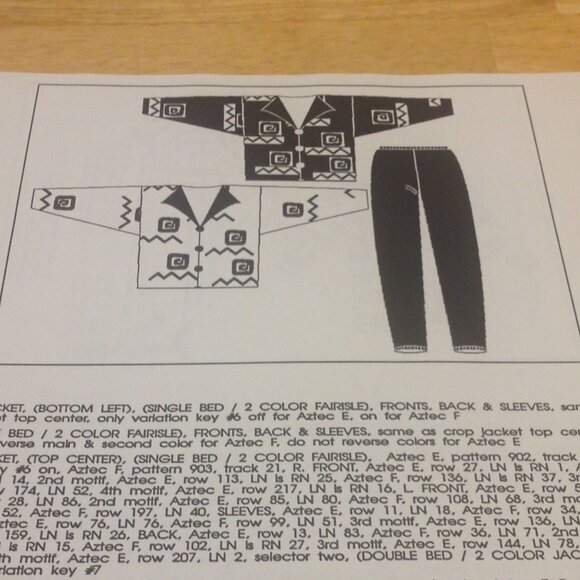 CKET, (BOTTOM LEFT), (SINGLE BED / 2 COLOR FAIRISLE), FRONTS, BACK & SLEEVES, sam
et top center, only variation key #6 off for Aztec E, on for Aztec F
E BED / 2 COLOR FAIRISLE), FRONTS, BACK & SLEEVES, same as crop jacket top cen
everse main & second color for Aztec F, do not reverse colors for Aztec E
KET, (TOP CENTER), (SINGLE BED / 2 COLOR FAIRISLE), Aztec E, pattern 902, track
y #6 on, Aztec F, pattern 903, track 21, R. FRONT, Aztec E, row 27, LN is RN 1,
14, 2nd motif, Aztec E, row 113, LN is RN 25, Aztec F, row 136, LN is RN 37, 3r
174, LN 52, 4th motif, Aztec E, row 217, LN is RN 16, L. FRONT, Aztec E, ro
28, LN 86, 2nd motif, Aztec E, row 85, LN 80, Aztec F, row 108, LN 68, 3rd mo
52, Aztec F, row 197, LN 40, SLEEVES, Aztec E, row 11, LN 18, Aztec F, row 34,
ztec E, row 76, LN 76, Aztec F, row 99, LN 51, 3rd motif, Aztec E, row 136, LN
159, LN is RN 26, BACK, Aztec E, row 13, LN 83, Aztec F, row 36, LN 71, 2nd
N is RN 15, Aztec F, row 102, LN is RN 27, 3rd motif, Aztec E, row 144, LN 78,
th motif, Aztec E, row 207, LN 2, selector two, (DOUBLE BED / 2 COLOR JAC
ariation key #7